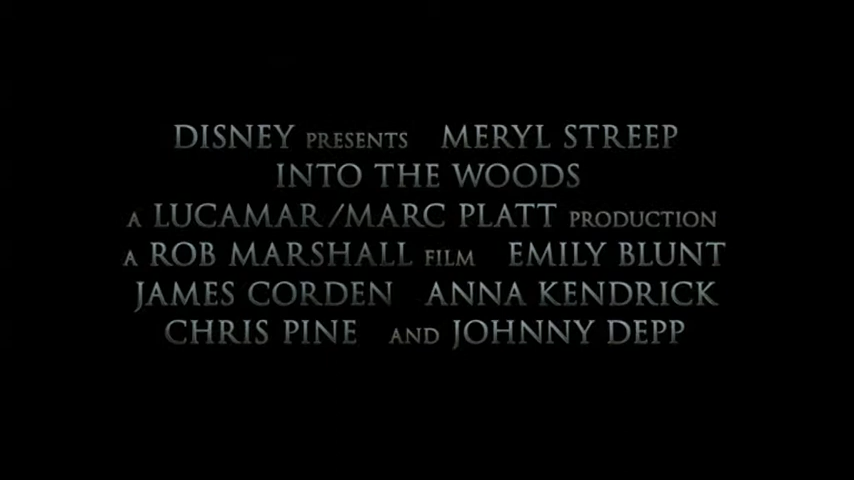 DISNEY PRESENTS MERYL STREEP
INTO THE WOODS
A LUCAMAR/MARC PLATT PRODUCTION
A ROB MARSHALL FILM EMILY BLUNT
JAMES CORDEN ANNA KENDRICK
CHRIS PINE AND JOHNNY DEPP